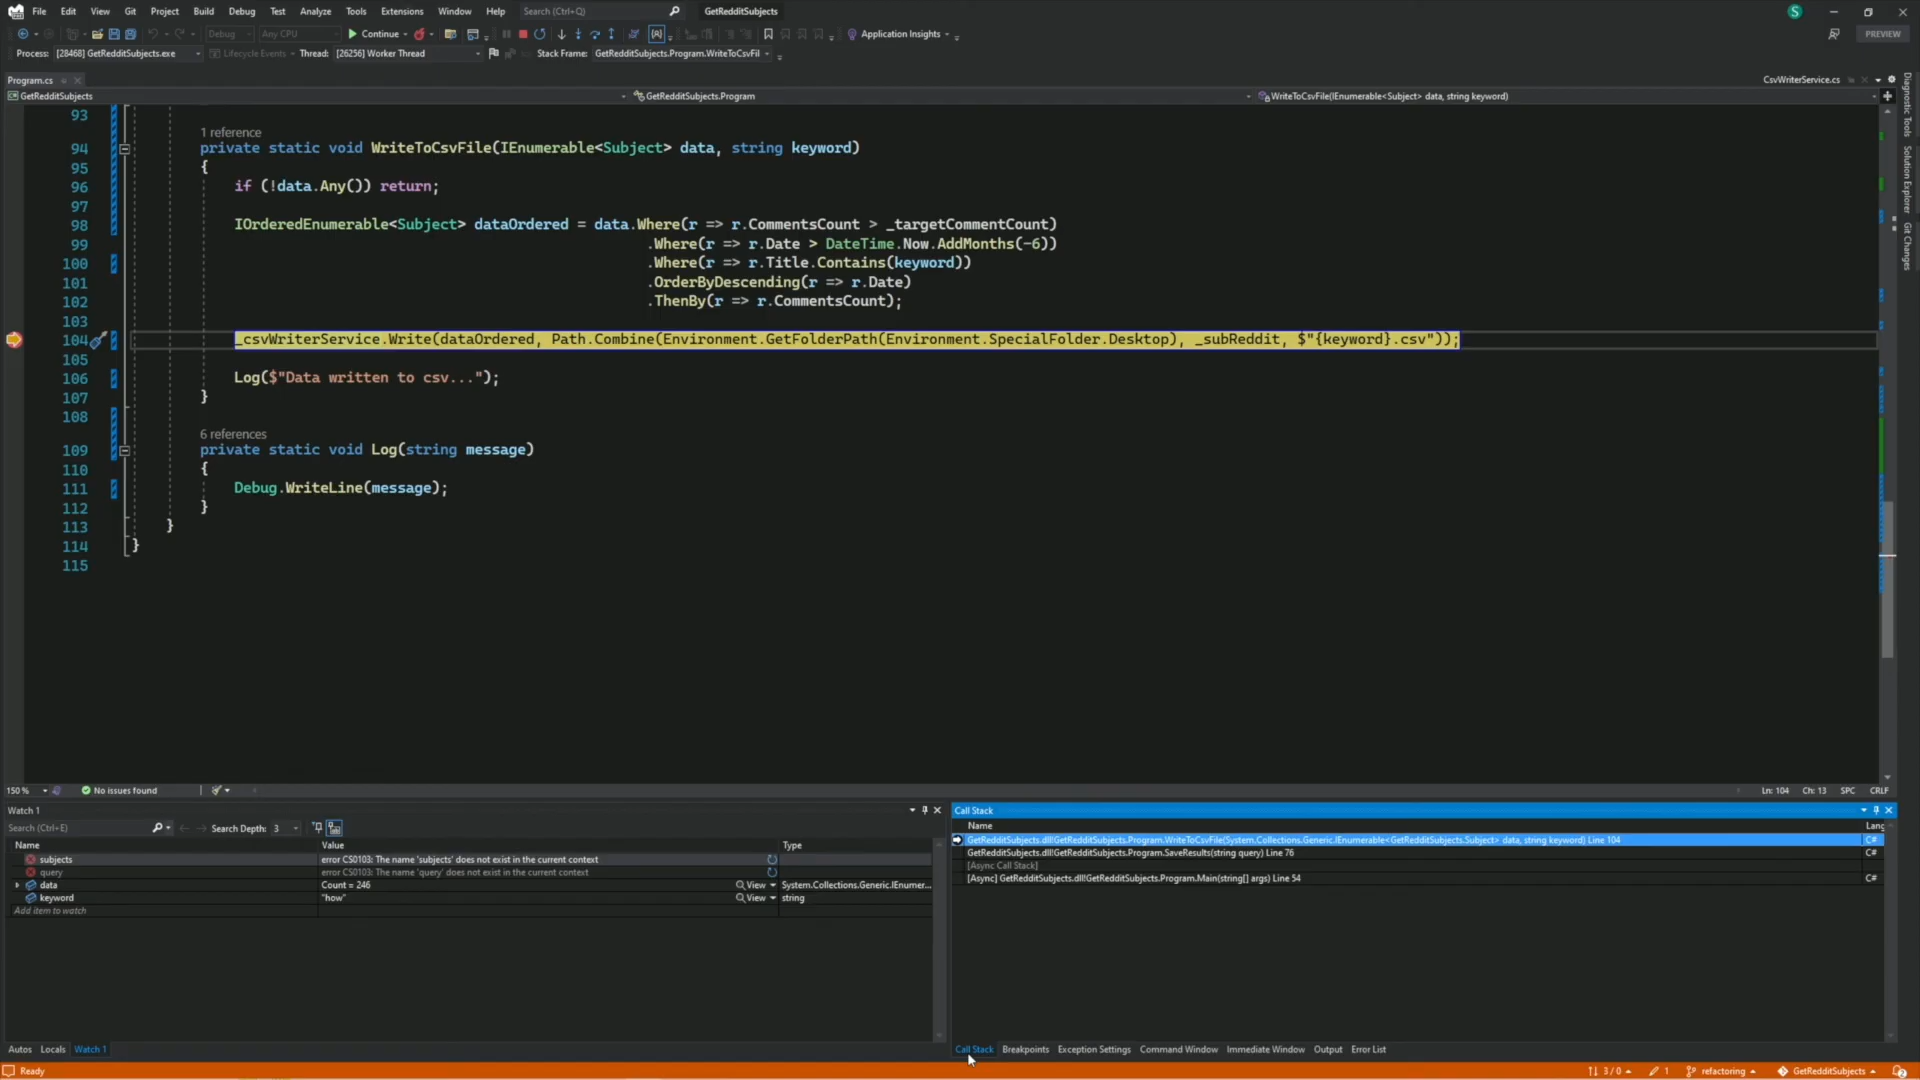 File Edit View Git Project Build Debug Test Analyze Tools Extensions Window Help Search (Ctrl+Q) GetRedditSubjects S
Debug Any CPU Continue Application Insights PREVIEW
Process: [28468] GetRedditSubjects.exe Lifecycle Events Thread: [26256] Worker Thread Stack Frame: GetRedditSubjects.Program.WriteToCsvFil
Program.cs CsvWriterService.cs
GetRedditSubjects GetRedditSubjects.Program WriteToCsvFile(IEnumerable<Subject> data, string keyword)
Diagnostic Tools
Solution Explorer
Git Changes
93
1 reference
94 private static void WriteToCsvFile(IEnumerable<Subject> data, string keyword)
95 {
96 if (!data.Any()) return;
97
98 IOrderedEnumerable<Subject> dataOrdered = data.Where(r => r.CommentsCount > _targetCommentCount)
99 .Where(r => r.Date > DateTime.Now.AddMonths(-6))
100 .Where(r => r.Title.Contains(keyword))
101 .OrderByDescending(r => r.Date)
102 .ThenBy(r => r.CommentsCount);
103
104 _csvWriterService.Write(dataOrdered, Path.Combine(Environment.GetFolderPath(Environment.SpecialFolder.Desktop), _subReddit, $"{keyword}.csv"));
105
106 Log($"Data written to csv...");
107 }
108
6 references
109 private static void Log(string message)
110 {
111 Debug.WriteLine(message);
112 }
113 }
114 }
115
150 % No issues found Ln: 104 Ch: 13 SPC CRLF
Watch 1
Search (Ctrl+E) Search Depth: 3
Name Value Type
subjects error CS0103: The name 'subjects' does not exist in the current context
query error CS0103: The name 'query' does not exist in the current context
data Count = 246 View System.Collections.Generic.IEnumer...
keyword "how" View string
Add item to watch
Autos Locals Watch 1
Call Stack
Name Lang
GetRedditSubjects.dll!GetRedditSubjects.Program.WriteToCsvFile(System.Collections.Generic.IEnumerable<GetRedditSubjects.Subject> data, string keyword) Line 104 C#
GetRedditSubjects.dll!GetRedditSubjects.Program.SaveResults(string query) Line 76 C#
[Async Call Stack]
[Async] GetRedditSubjects.dll!GetRedditSubjects.Program.Main(string[] args) Line 54 C#
Call Stack Breakpoints Exception Settings Command Window Immediate Window Output Error List
Ready 3 / 0 1 refactoring GetRedditSubjects 2